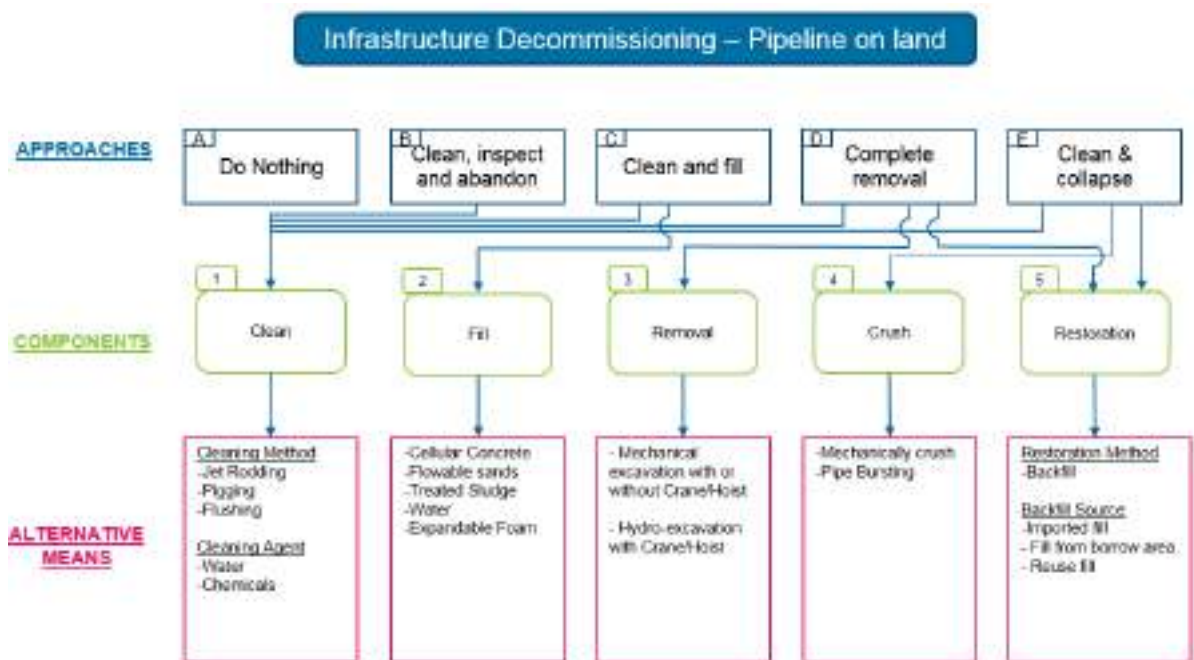 Infrastructure Decommissioning – Pipeline on land
APPROACHES
A
Do Nothing
B
Clean, inspect
and abandon
C
Clean and fill
D
Complete
removal
E
Clean &
collapse
COMPONENTS
1
Clean
2
Fill
3
Removal
4
Crush
5
Restoration
ALTERNATIVE
MEANS
Cleaning Method
-Jet Rodding
-Pigging
-Flushing
Cleaning Agent
-Water
-Chemicals
-Cellular Concrete
-Flowable sands
-Treated Sludge
-Water
-Expandable Foam
- Mechanical
excavation with or
without Crane/Hoist
- Hydro-excavation
with Crane/Hoist
-Mechanically crush
-Pipe Bursting
Restoration Method
-Backfill
Backfill Source
-Imported fill
- Fill from borrow area
- Reuse fill